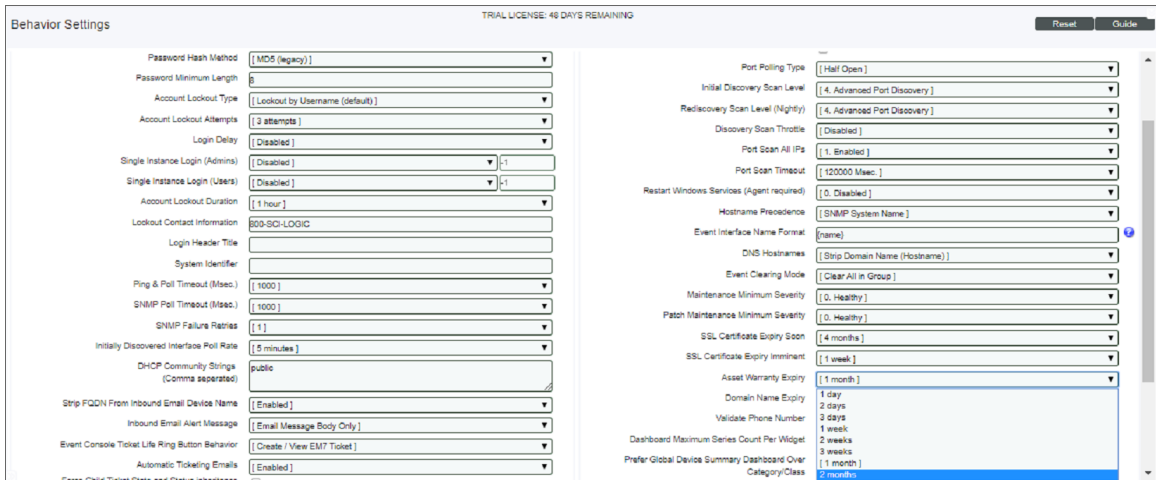 TRIAL LICENSE: 48 DAYS REMAINING
Behavior Settings
Reset
Guide
Password Hash Method [ MD5 (legacy) ]
Password Minimum Length 8
Account Lockout Type [ Lockout by Username (default) ]
Account Lockout Attempts [ 3 attempts ]
Login Delay [ Disabled ]
Single Instance Login (Admins) [ Disabled ] -1
Single Instance Login (Users) [ Disabled ] -1
Account Lockout Duration [ 1 hour ]
Lockout Contact Information 800-SCI-LOGIC
Login Header Title
System Identifier
Ping & Poll Timeout (Msec.) [ 1000 ]
SNMP Poll Timeout (Msec.) [ 1000 ]
SNMP Failure Retries [ 1 ]
Initially Discovered Interface Poll Rate [ 5 minutes ]
DHCP Community Strings public
(Comma seperated)
Strip FQDN From Inbound Email Device Name [ Enabled ]
Inbound Email Alert Message [ Email Message Body Only ]
Event Console Ticket Life Ring Button Behavior [ Create / View EM7 Ticket ]
Automatic Ticketing Emails [ Enabled ]
Port Polling Type [ Half Open ]
Initial Discovery Scan Level [ 4. Advanced Port Discovery ]
Rediscovery Scan Level (Nightly) [ 4. Advanced Port Discovery ]
Discovery Scan Throttle [ Disabled ]
Port Scan All IPs [ 1. Enabled ]
Port Scan Timeout [ 120000 Msec. ]
Restart Windows Services (Agent required) [ 0. Disabled ]
Hostname Precedence [ SNMP System Name ]
Event Interface Name Format {name}
DNS Hostnames [ Strip Domain Name (Hostname) ]
Event Clearing Mode [ Clear All in Group ]
Maintenance Minimum Severity [ 0. Healthy ]
Patch Maintenance Minimum Severity [ 0. Healthy ]
SSL Certificate Expiry Soon [ 4 months ]
SSL Certificate Expiry Imminent [ 1 week ]
Asset Warranty Expiry [ 1 month ]
Domain Name Expiry
Validate Phone Number
Dashboard Maximum Series Count Per Widget
Prefer Global Device Summary Dashboard Over
Category/Class
1 day
2 days
3 days
1 week
2 weeks
3 weeks
[ 1 month ]
2 months